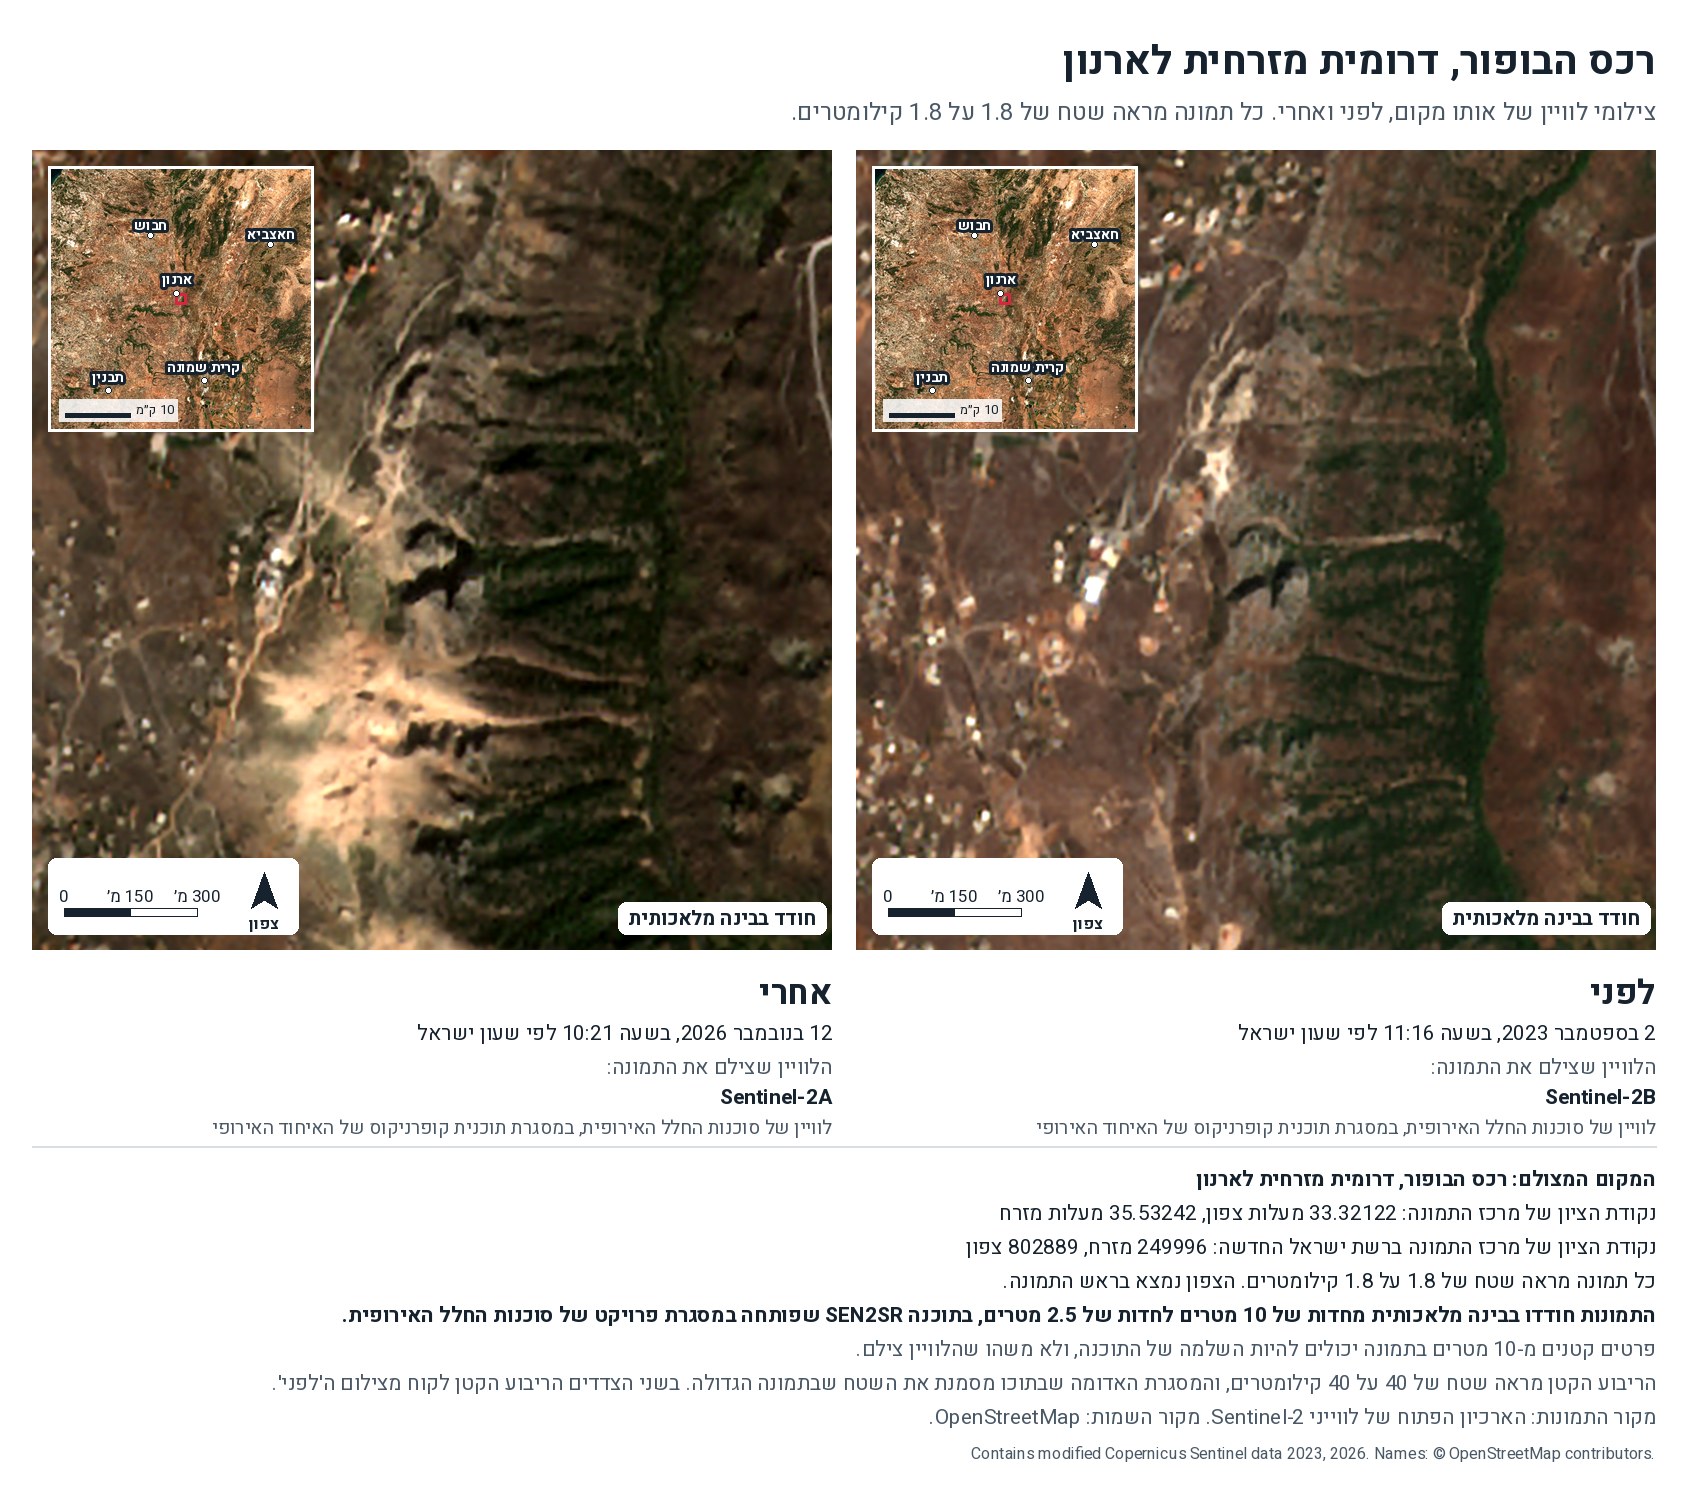 רכס הבופור, דרומית מזרחית לארנון
צילומי לוויין של אותו מקום, לפני ואחרי. כל תמונה מראה שטח של 1.8 על 1.8 קילומטרים.
חבוש
חאצביא
ארנון
קרית שמונה
תבנין
10 ק"מ
0 150 מ' 300 מ'
צפון
חודד בבינה מלאכותית
לפני
2 בספטמבר 2023, בשעה 11:16 לפי שעון ישראל
הלוויין שצילם את התמונה:
Sentinel-2B
לוויין של סוכנות החלל האירופית, במסגרת תוכנית קופרניקוס של האיחוד האירופי
חבוש
חאצביא
ארנון
קרית שמונה
תבנין
10 ק"מ
0 150 מ' 300 מ'
צפון
חודד בבינה מלאכותית
אחרי
12 בנובמבר 2026, בשעה 10:21 לפי שעון ישראל
הלוויין שצילם את התמונה:
Sentinel-2A
לוויין של סוכנות החלל האירופית, במסגרת תוכנית קופרניקוס של האיחוד האירופי
המקום המצולם: רכס הבופור, דרומית מזרחית לארנון
נקודת הציון של מרכז התמונה: 33.32122 מעלות צפון, 35.53242 מעלות מזרח
נקודת הציון של מרכז התמונה ברשת ישראל החדשה: 249996 מזרח, 802889 צפון
כל תמונה מראה שטח של 1.8 על 1.8 קילומטרים. הצפון נמצא בראש התמונה.
התמונות חודדו בבינה מלאכותית מחדות של 10 מטרים לחדות של 2.5 מטרים, בתוכנה SEN2SR שפותחה במסגרת פרויקט של סוכנות החלל האירופית.
פרטים קטנים מ-10 מטרים בתמונה יכולים להיות השלמה של התוכנה, ולא משהו שהלוויין צילם.
הריבוע הקטן מראה שטח של 40 על 40 קילומטרים, והמסגרת האדומה שבתוכו מסמנת את השטח שבתמונה הגדולה. בשני הצדדים הריבוע הקטן לקוח מצילום ה'לפני'.
מקור התמונות: הארכיון הפתוח של לווייני Sentinel-2. מקור השמות: OpenStreetMap.
Contains modified Copernicus Sentinel data 2023, 2026. Names: © OpenStreetMap contributors.